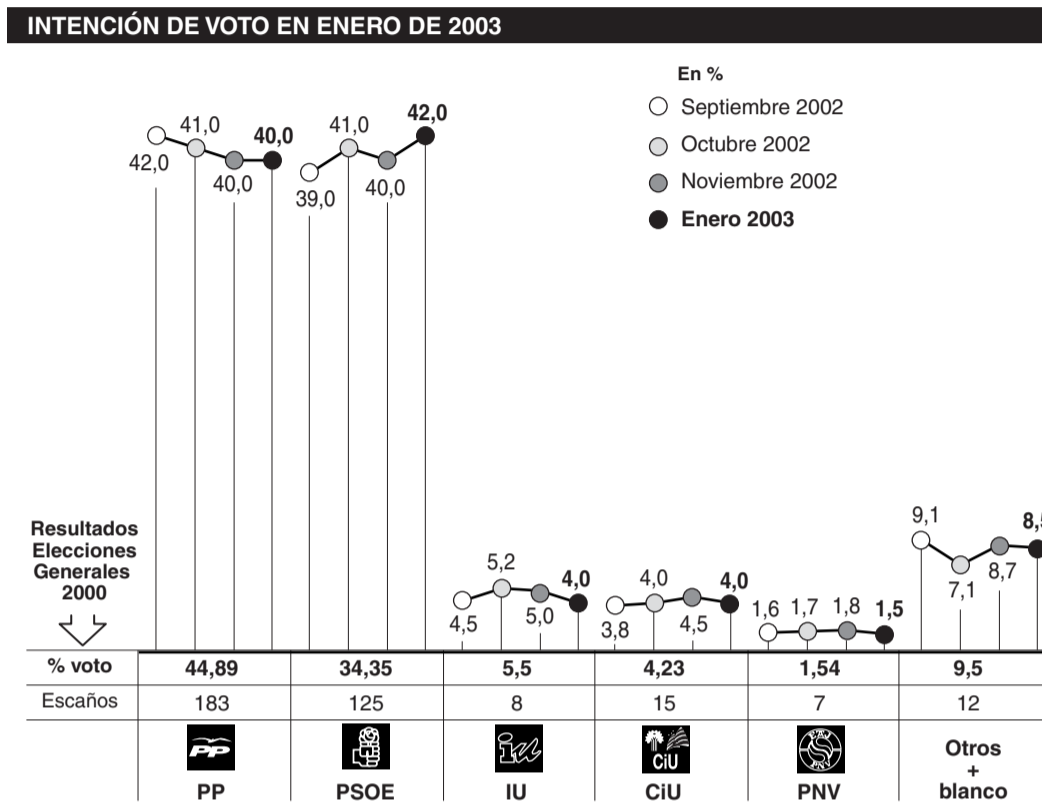 INTENCIÓN DE VOTO EN ENERO DE 2003
En %
Septiembre 2002
Octubre 2002
Noviembre 2002
Enero 2003
42,0 41,0 40,0 40,0
39,0 41,0 40,0 42,0
4,5 5,2 5,0 4,0
3,8 4,0 4,5 4,0
1,6 1,7 1,8 1,5
9,1 7,1 8,7 8,5
Resultados
Elecciones
Generales
2000
% voto 44,89 34,35 5,5 4,23 1,54 9,5
Escaños 183 125 8 15 7 12
PP iu CiU EAJ PNV
PP PSOE IU CiU PNV Otros
+
blanco